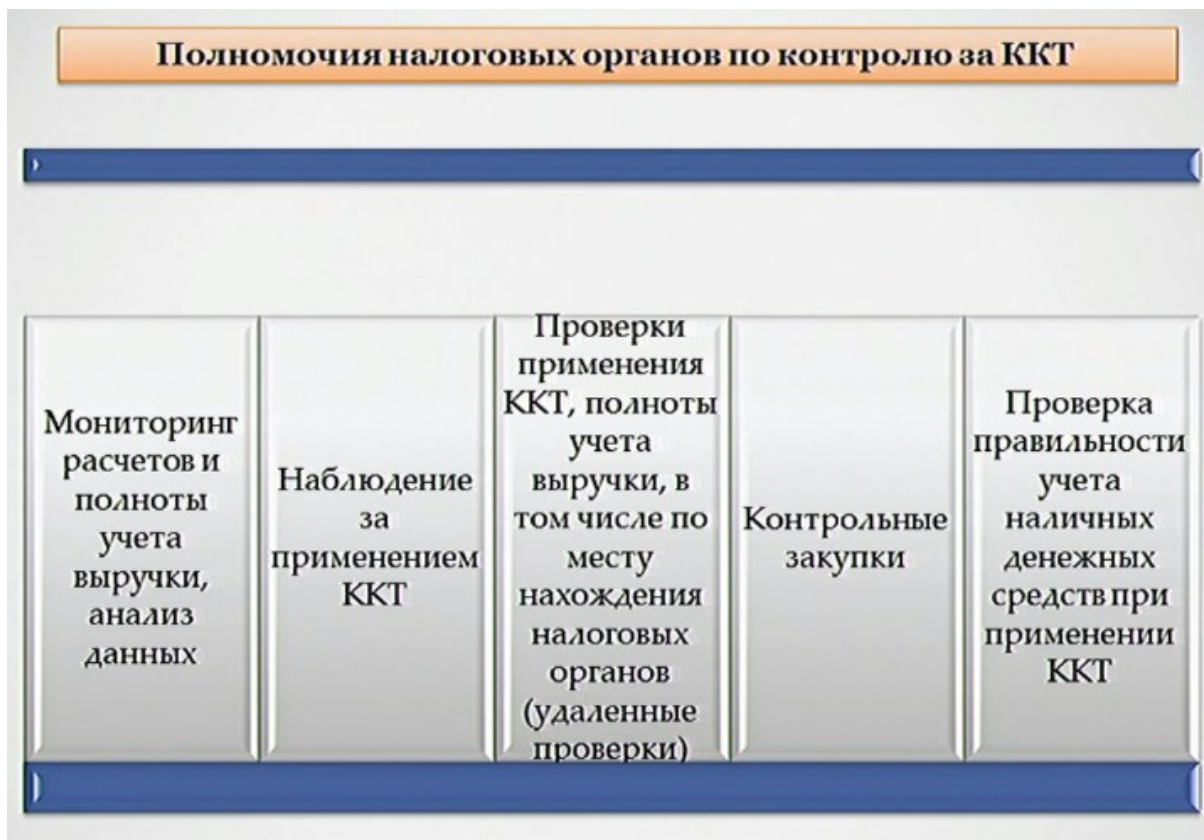 Полномочия налоговых органов по контролю за ККТ
Мониторинг
расчетов и
полноты
учета
выручки,
анализ
данных
Наблюдение
за
применением
ККТ
Проверки
применения
ККТ, полноты
учета
выручки, в
том числе по
месту
нахождения
налоговых
органов
(удаленные
проверки)
Контрольные
закупки
Проверка
правильности
учета
наличных
денежных
средств при
применении
ККТ